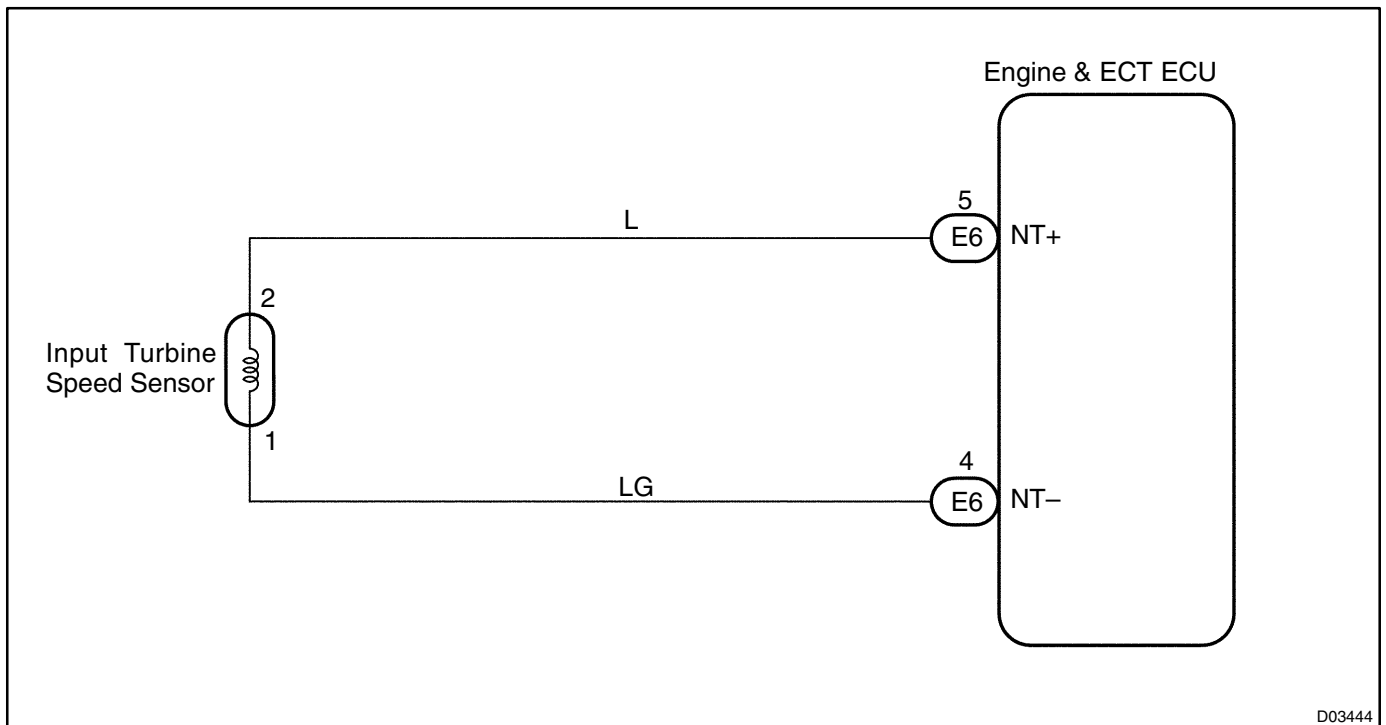 Engine & ECT ECU
5
L
E6
NT+
2
Input Turbine
Speed Sensor
1
4
LG
E6
NT–
D03444